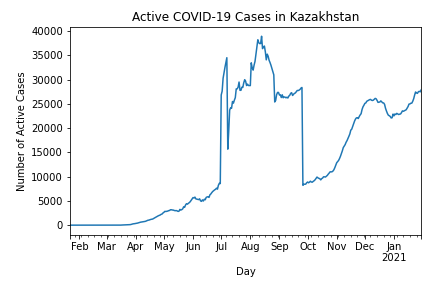 Active COVID-19 Cases in Kazakhstan
40000
35000
30000
25000
20000
15000
10000
5000
0
Number of Active Cases
Feb Mar Apr May Jun Jul Aug Sep Oct Nov Dec Jan
2021
Day